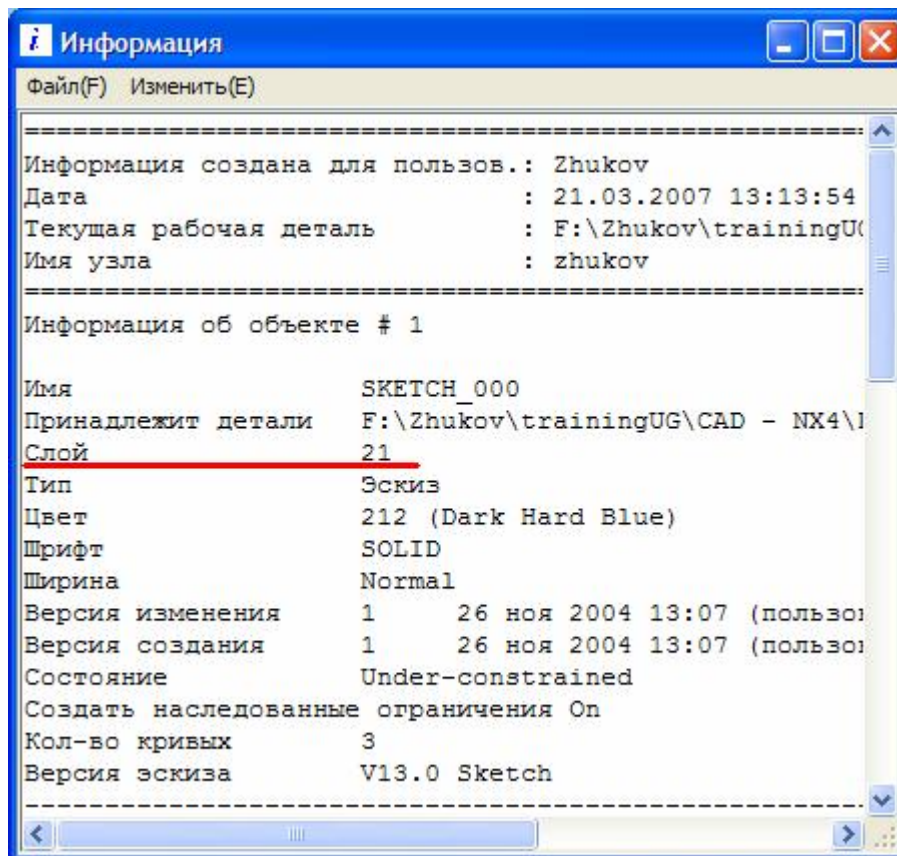 i Информация
Файл(F) Изменить(E)
====================================================
Информация создана для пользов.: Zhukov
Дата : 21.03.2007 13:13:54
Текущая рабочая деталь : F:\Zhukov\trainingU
Имя узла : zhukov
====================================================
Информация об объекте # 1
Имя SKETCH_000
Принадлежит детали F:\Zhukov\trainingUG\CAD - NX4\
Слой 21
Тип Эскиз
Цвет 212 (Dark Hard Blue)
Шрифт SOLID
Ширина Normal
Версия изменения 1 26 ноя 2004 13:07 (пользо
Версия создания 1 26 ноя 2004 13:07 (пользо
Состояние Under-constrained
Создать наследованные ограничения On
Кол-во кривых 3
Версия эскиза V13.0 Sketch
----------------------------------------------------